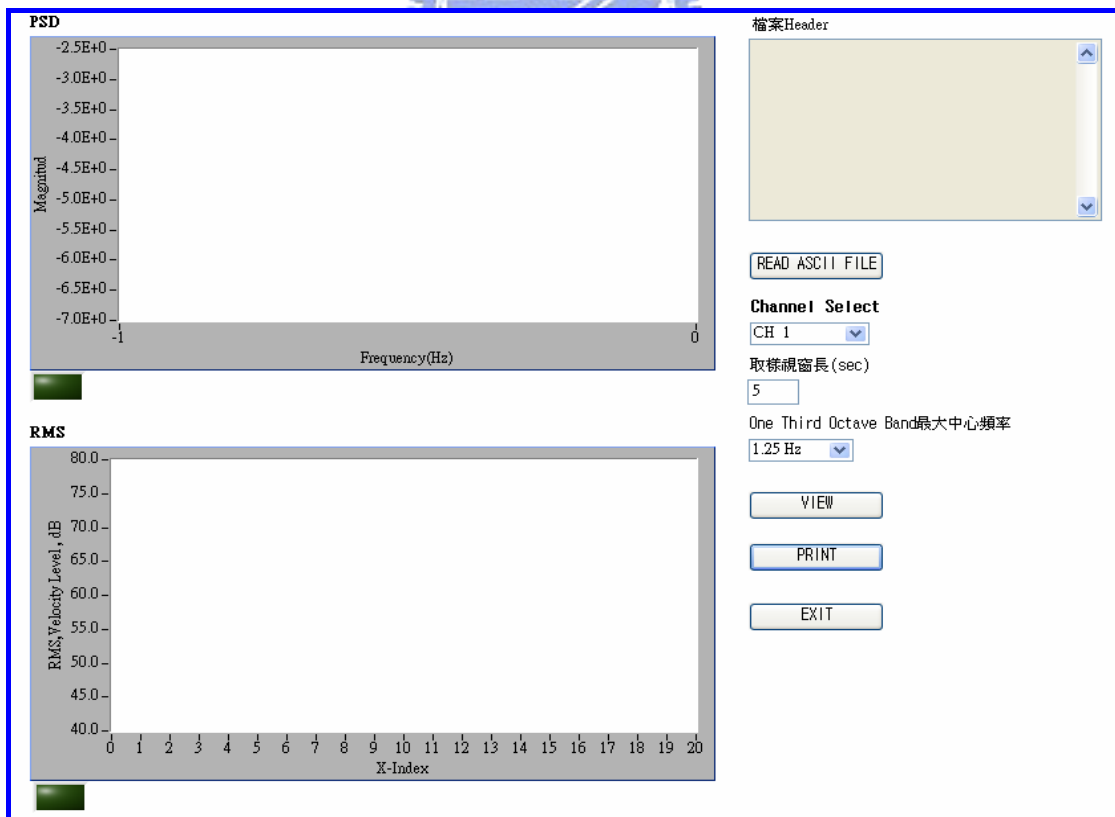 PSD
-2.5E+0
-3.0E+0
-3.5E+0
-4.0E+0
-4.5E+0
-5.0E+0
-5.5E+0
-6.0E+0
-6.5E+0
-7.0E+0
Magnitud
-1 0
Frequency(Hz)
RMS
80.0
75.0
70.0
65.0
60.0
55.0
50.0
45.0
40.0
RMS,Velocity Level, dB
0 1 2 3 4 5 6 7 8 9 10 11 12 13 14 15 16 17 18 19 20
X-Index
檔案Header
READ ASCII FILE
Channel Select
CH 1
取樣視窗長(sec)
5
One Third Octave Band最大中心頻率
1.25 Hz
VIEW
PRINT
EXIT